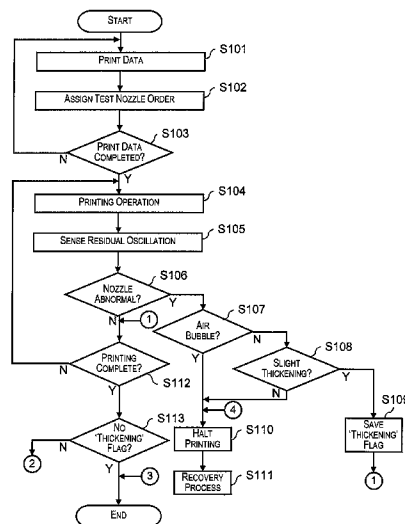 START
S101
PRINT DATA
S102
ASSIGN TEST NOZZLE ORDER
S103
PRINT DATA COMPLETED?
N
Y
S104
PRINTING OPERATION
S105
SENSE RESIDUAL OSCILLATION
S106
NOZZLE ABNORMAL?
Y
N
1
S107
AIR BUBBLE?
N
Y
S108
SLIGHT THICKENING?
N
Y
PRINTING COMPLETE?
N
S112
Y
4
S109
SAVE 'THICKENING' FLAG
1
S113
NO 'THICKENING' FLAG?
N
2
Y
3
S110
HALT PRINTING
S111
RECOVERY PROCESS
END